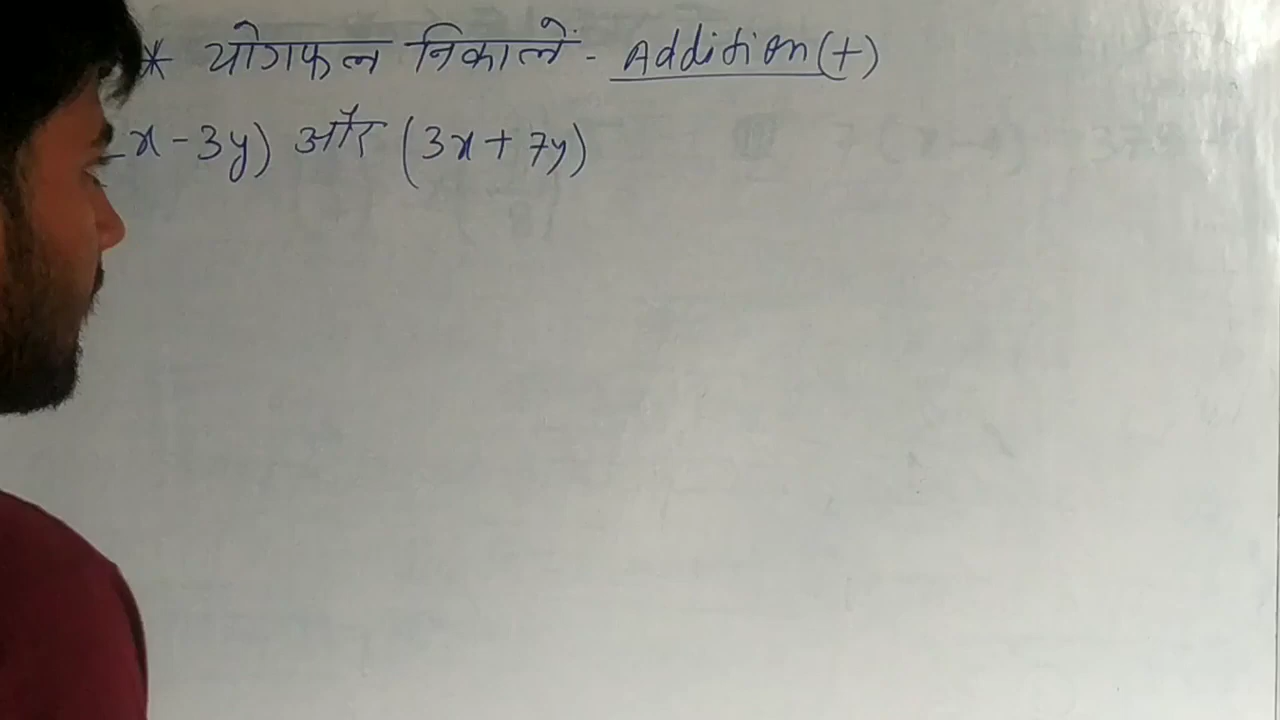 * योगफल निकालें - Addition (+)
x - 3y) और (3x + 7y)